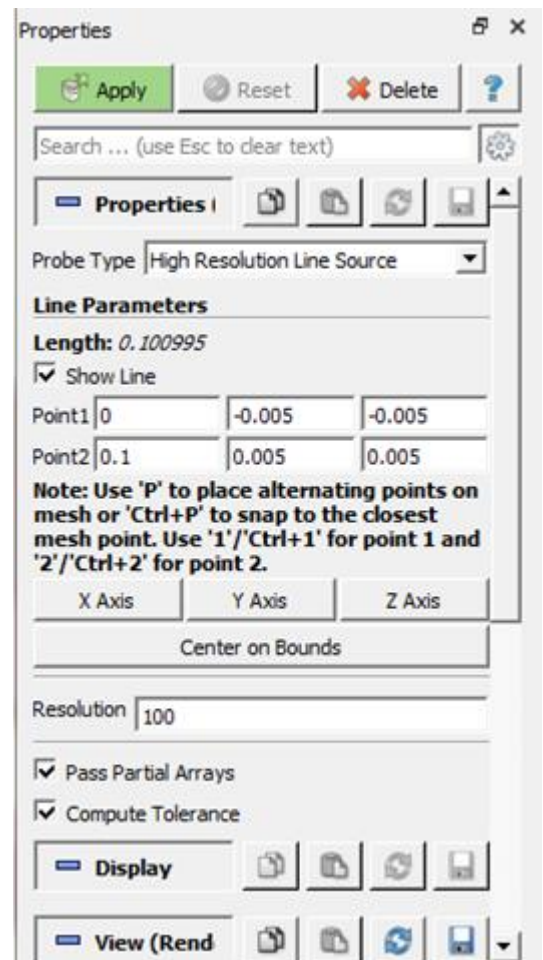 Properties
Apply Reset Delete ?
Search ... (use Esc to clear text)
Properties (
Probe Type High Resolution Line Source
Line Parameters
Length: 0.100995
Show Line
Point1 0 -0.005 -0.005
Point2 0.1 0.005 0.005
Note: Use 'P' to place alternating points on
mesh or 'Ctrl+P' to snap to the closest
mesh point. Use '1'/'Ctrl+1' for point 1 and
'2'/'Ctrl+2' for point 2.
X Axis Y Axis Z Axis
Center on Bounds
Resolution 100
Pass Partial Arrays
Compute Tolerance
Display
View (Rend